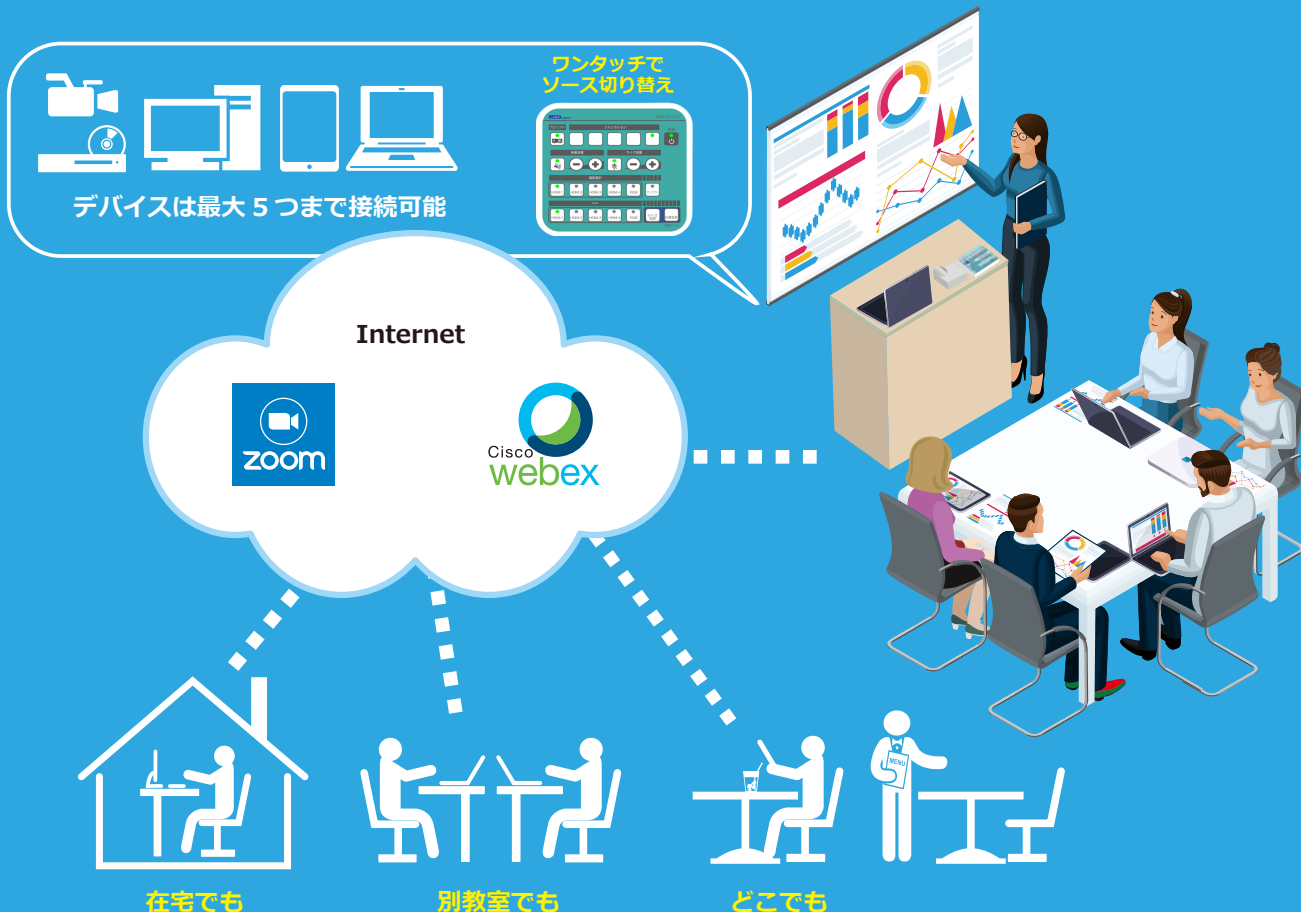 ワンタッチで
ソース切り替え
デバイスは最大 5 つまで接続可能
Internet
zoom
Cisco
webex
MENU
在宅でも
別教室でも
どこでも